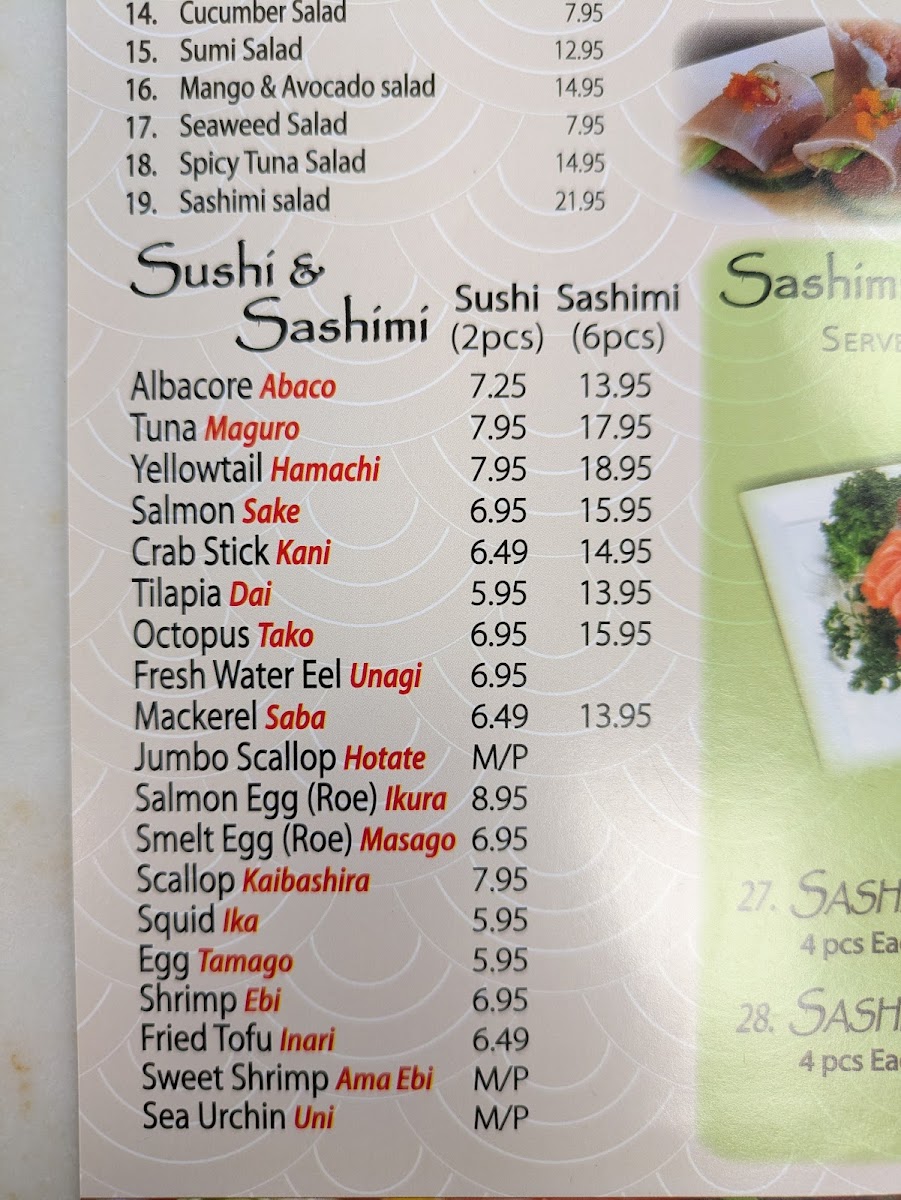 14. Cucumber Salad 7.95
15. Sumi Salad 12.95
16. Mango & Avocado salad 14.95
17. Seaweed Salad 7.95
18. Spicy Tuna Salad 14.95
19. Sashimi salad 21.95
Sushi &
Sashimi
Sushi Sashimi
(2pcs) (6pcs)
Albacore Abaco 7.25 13.95
Tuna Maguro 7.95 17.95
Yellowtail Hamachi 7.95 18.95
Salmon Sake 6.95 15.95
Crab Stick Kani 6.49 14.95
Tilapia Dai 5.95 13.95
Octopus Tako 6.95 15.95
Fresh Water Eel Unagi 6.95
Mackerel Saba 6.49 13.95
Jumbo Scallop Hotate M/P
Salmon Egg (Roe) Ikura 8.95
Smelt Egg (Roe) Masago 6.95
Scallop Kaibashira 7.95
Squid Ika 5.95
Egg Tamago 5.95
Shrimp Ebi 6.95
Fried Tofu Inari 6.49
Sweet Shrimp Ama Ebi M/P
Sea Urchin Uni M/P
Sashim
SERVE
27. SASH
4 pcs Ea
28. SASH
4 pcs Ea